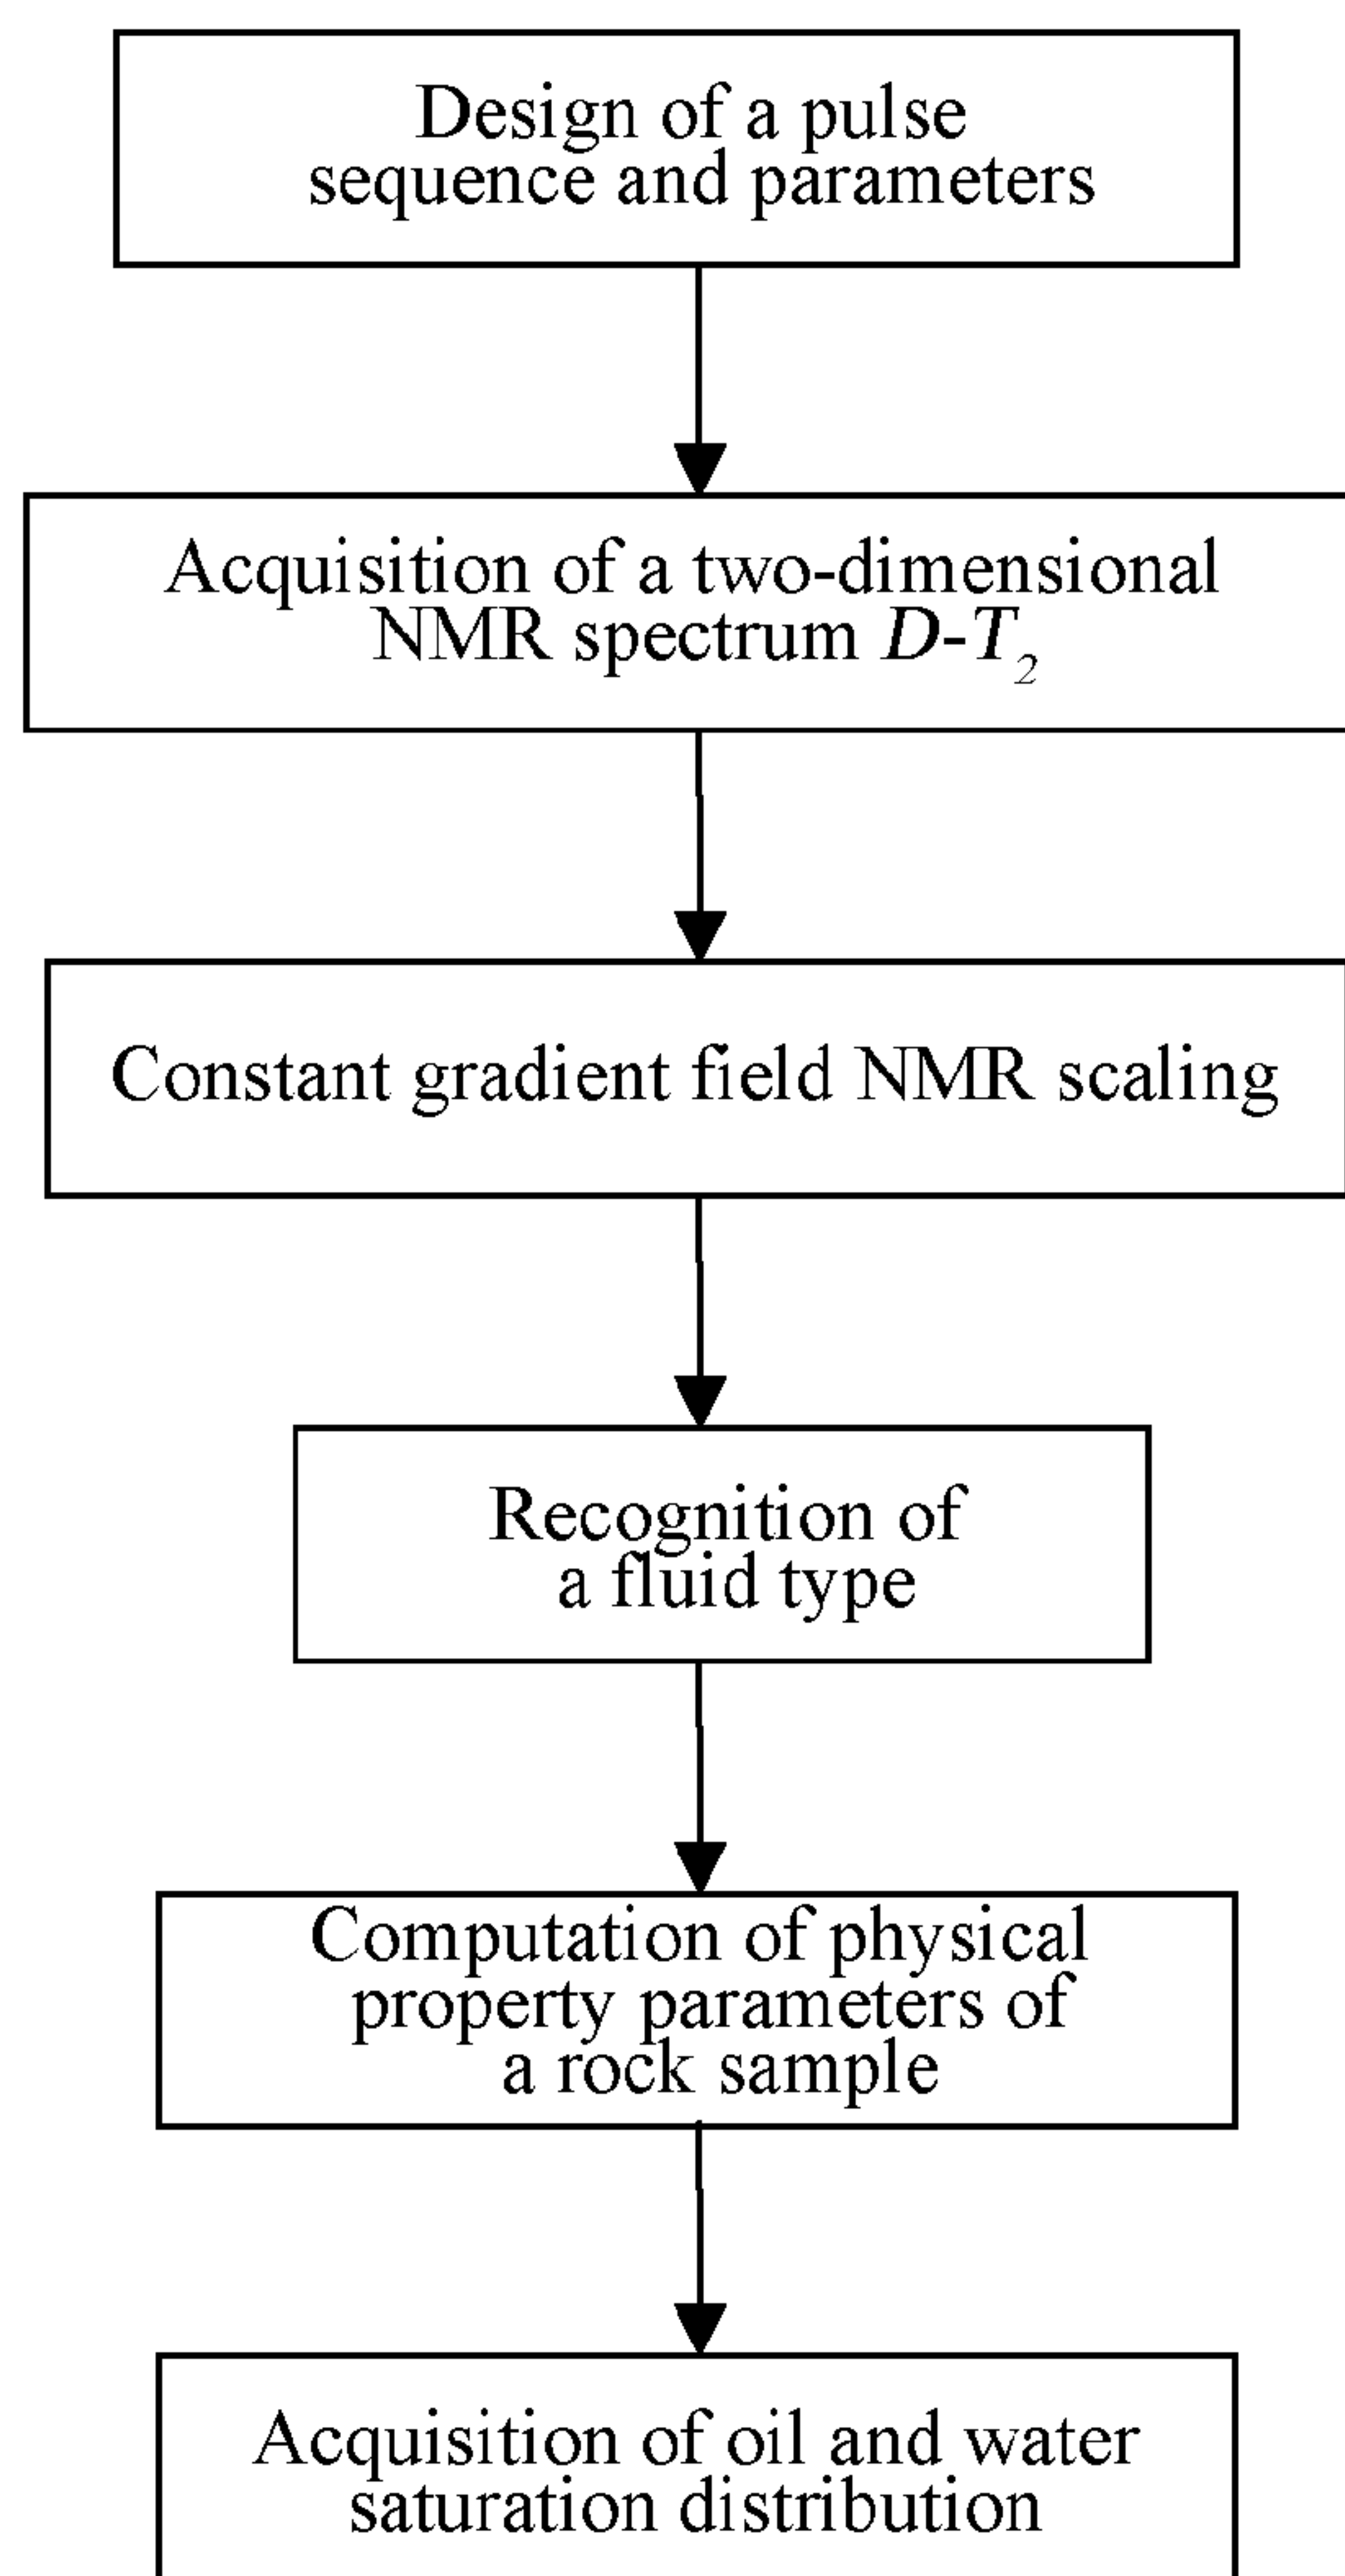 Design of a pulse
sequence and parameters
Acquisition of a two-dimensional
NMR spectrum D-T₂
Constant gradient field NMR scaling
Recognition of
a fluid type
Computation of physical
property parameters of
a rock sample
Acquisition of oil and water
saturation distribution